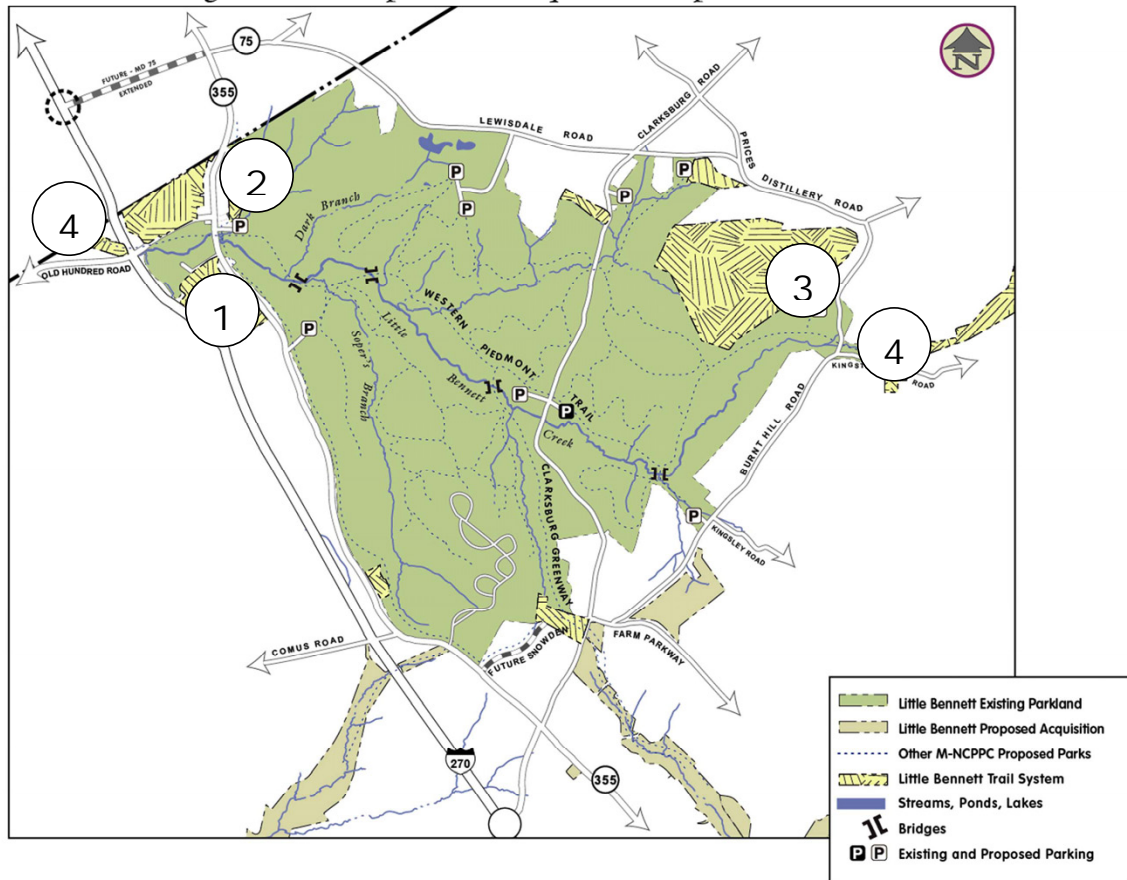 N
75
FUTURE - MD 75
EXTENDED
355
LEWISDALE ROAD
CLARKSBURG ROAD
PRICES
DISTILLERY ROAD
2
4
OLD HUNDRED ROAD
1
3
4
P
P
P
P
P
P
P
P
P
Dark Branch
WESTERN
PIEDMONT
TRAIL
Little
Bennett
Creek
Soper's
Branch
KINGST
ROAD
BURNT HILL ROAD
KINGSLEY ROAD
CLARKSBURG GREENWAY
COMUS ROAD
FUTURE SNOWDEN
FARM PARKWAY
270
355
Little Bennett Existing Parkland
Little Bennett Proposed Acquisition
Other M-NCPPC Proposed Parks
Little Bennett Trail System
Streams, Ponds, Lakes
Bridges
P P Existing and Proposed Parking